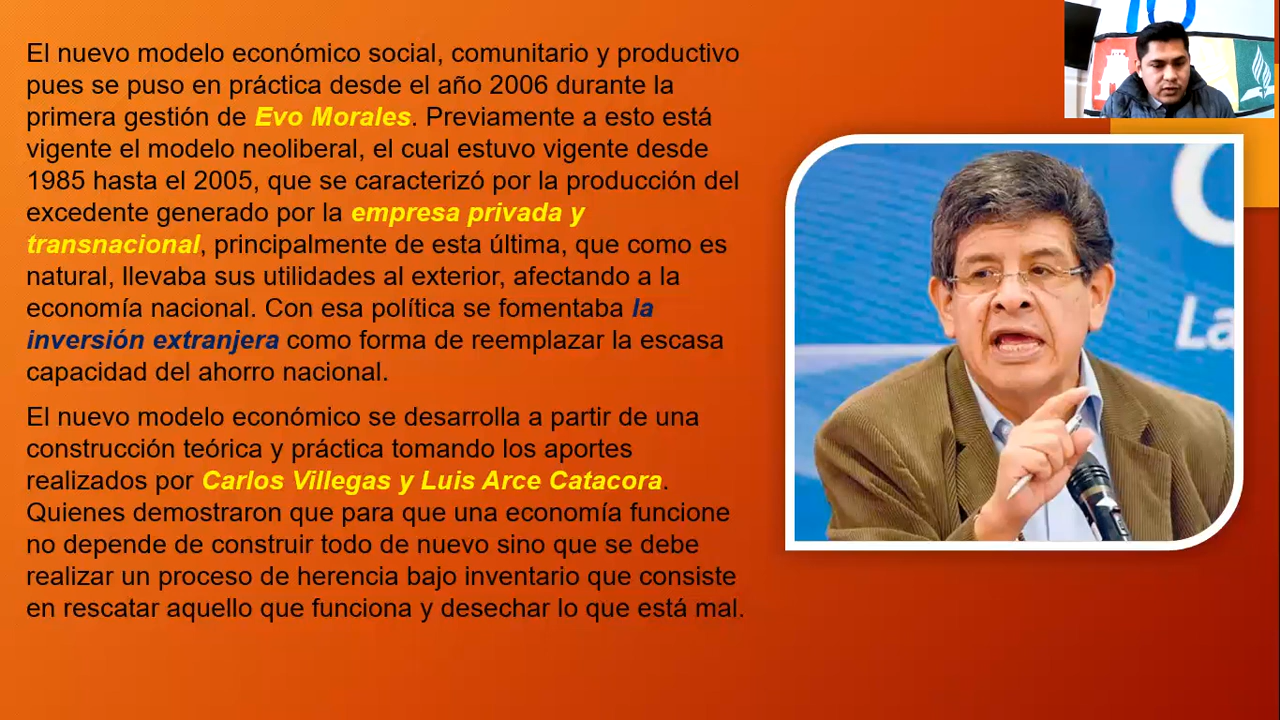 El nuevo modelo económico social, comunitario y productivo
pues se puso en práctica desde el año 2006 durante la
primera gestión de Evo Morales. Previamente a esto está
vigente el modelo neoliberal, el cual estuvo vigente desde
1985 hasta el 2005, que se caracterizó por la producción del
excedente generado por la empresa privada y
transnacional, principalmente de esta última, que como es
natural, llevaba sus utilidades al exterior, afectando a la
economía nacional. Con esa política se fomentaba la
inversión extranjera como forma de reemplazar la escasa
capacidad del ahorro nacional.
El nuevo modelo económico se desarrolla a partir de una
construcción teórica y práctica tomando los aportes
realizados por Carlos Villegas y Luis Arce Catacora.
Quienes demostraron que para que una economía funcione
no depende de construir todo de nuevo sino que se debe
realizar un proceso de herencia bajo inventario que consiste
en rescatar aquello que funciona y desechar lo que está mal.
La